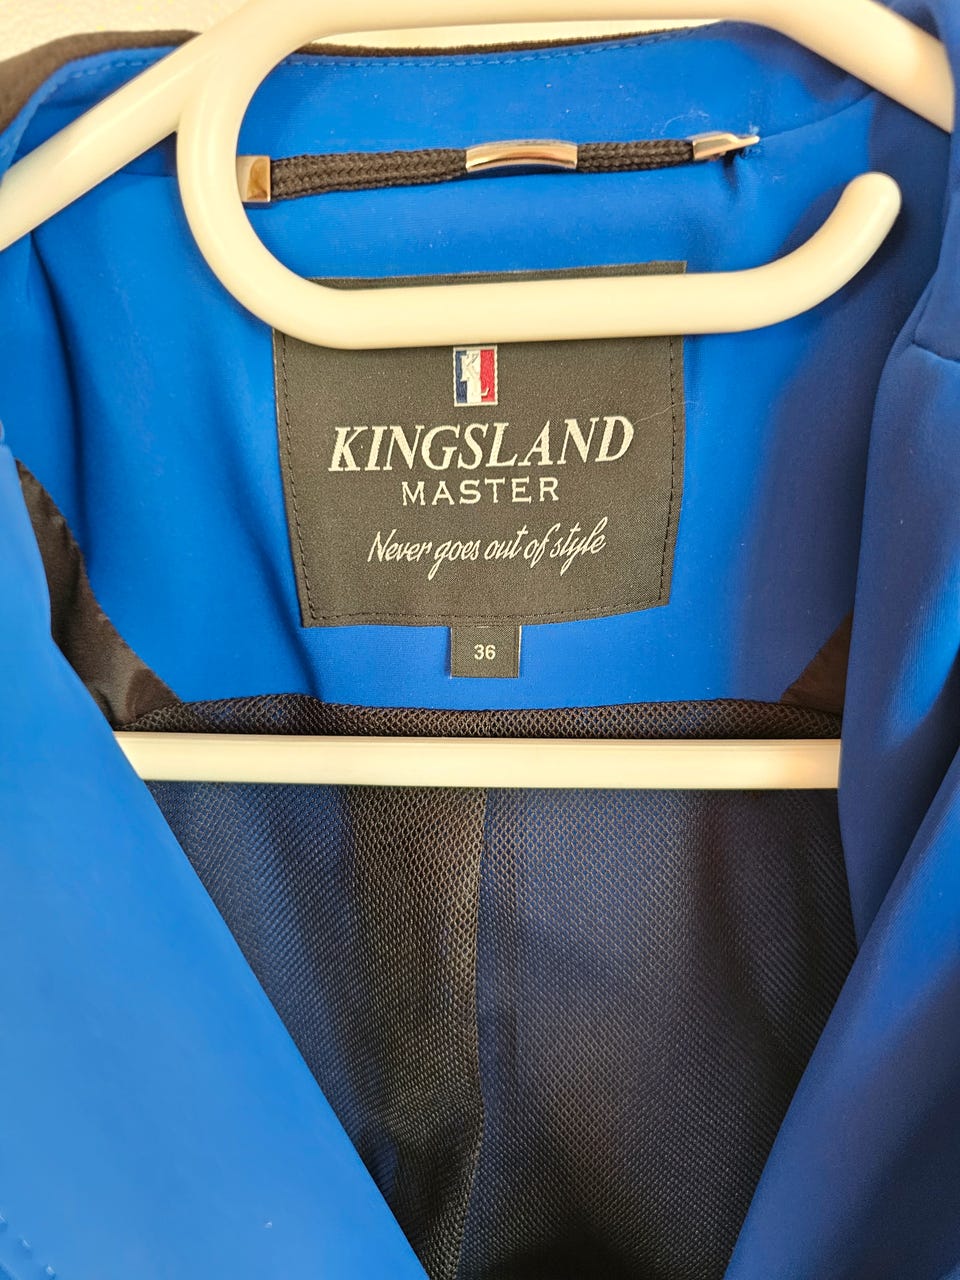 KL
KINGSLAND
MASTER
Never goes out of style
36